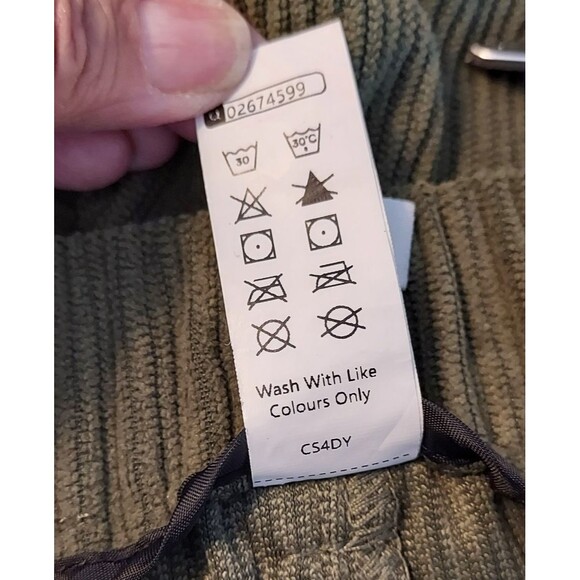 02674599
30 30°C
Wash With Like
Colours Only
CS4DY